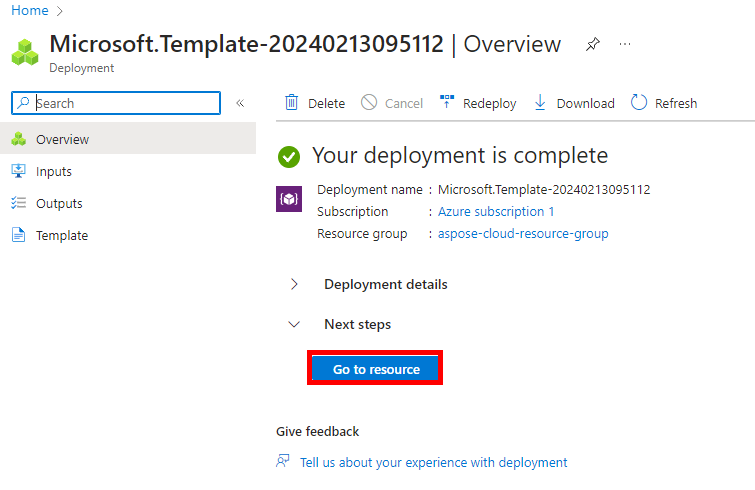 Home >
Microsoft.Template-20240213095112 | Overview ...
Deployment
Search «
Delete Cancel Redeploy Download Refresh
Overview
Inputs
Outputs
Template
Your deployment is complete
Deployment name : Microsoft.Template-20240213095112
Subscription : Azure subscription 1
Resource group : aspose-cloud-resource-group
Deployment details
Next steps
Go to resource
Give feedback
Tell us about your experience with deployment